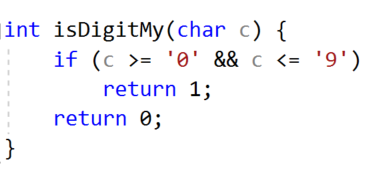 int isDigitMy(char c) {
    if (c >= '0' && c <= '9')
        return 1;
    return 0;
}